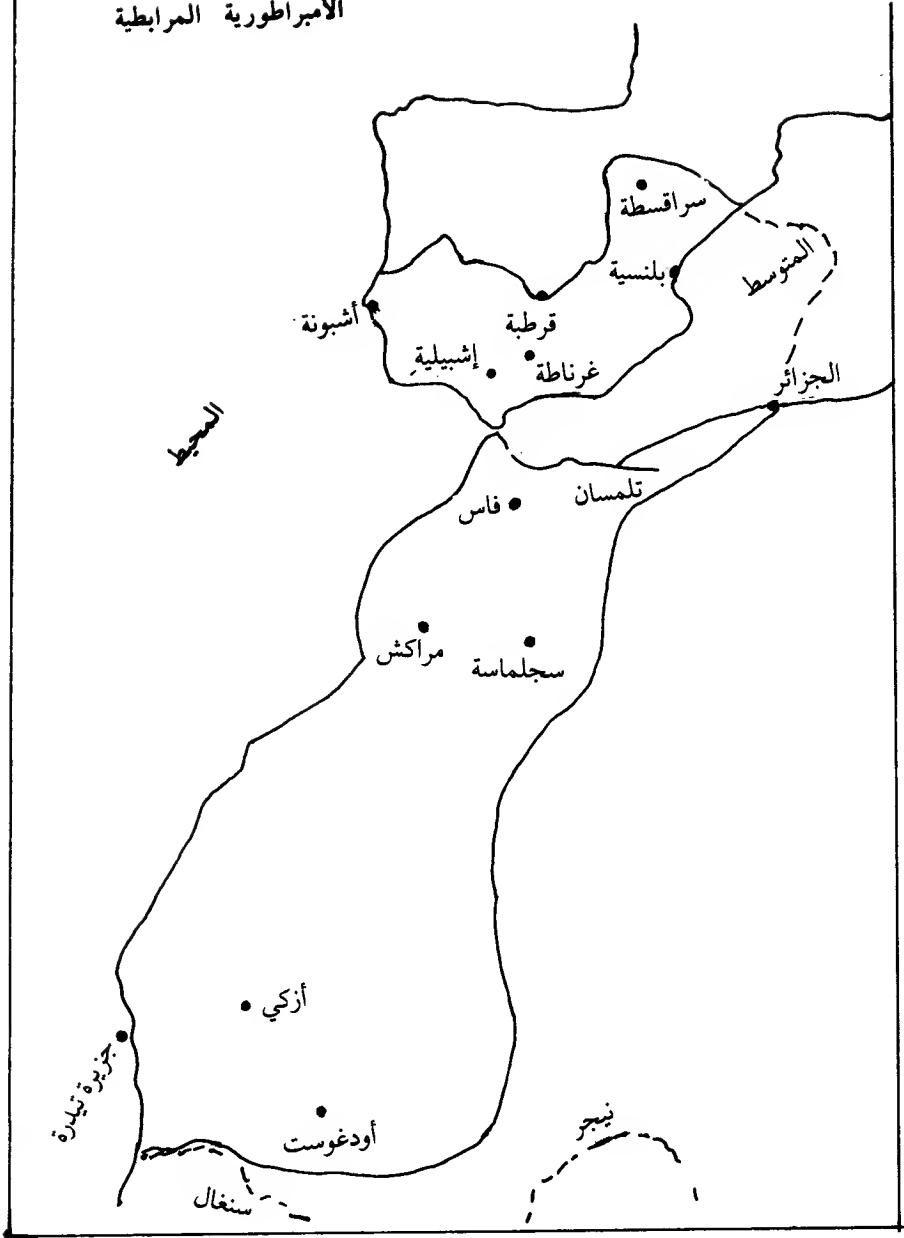 الامبراطورية المرابطية
سراقسطة
المتوسط
بلنسية
أشبونة
قرطبة
إشبيلية
غرناطة
الجزائر
المحيط
تلمسان
فاس
مراكش
سجلماسة
أزكي
جزيرة تيدرة
أودغوست
نيجر
سنغال